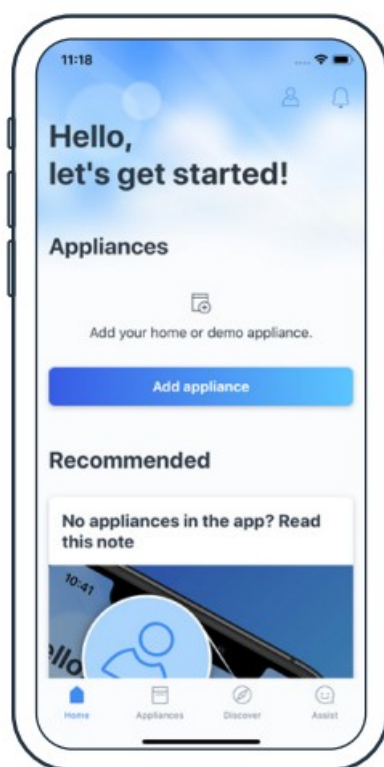 11:18
Hello,
let's get started!
Appliances
Add your home or demo appliance.
Add appliance
Recommended
No appliances in the app? Read
this note
10:41
ello
Home
Appliances
Discover
Assist